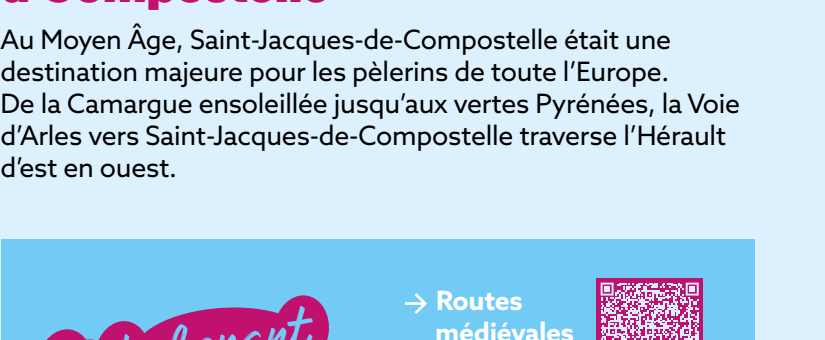 d'Compostelle
Au Moyen Âge, Saint-Jacques-de-Compostelle était une
destination majeure pour les pèlerins de toute l'Europe.
De la Camargue ensoleillée jusqu'aux vertes Pyrénées, la Voie
d'Arles vers Saint-Jacques-de-Compostelle traverse l'Hérault
d'est en ouest.
→ Routes
médiévales